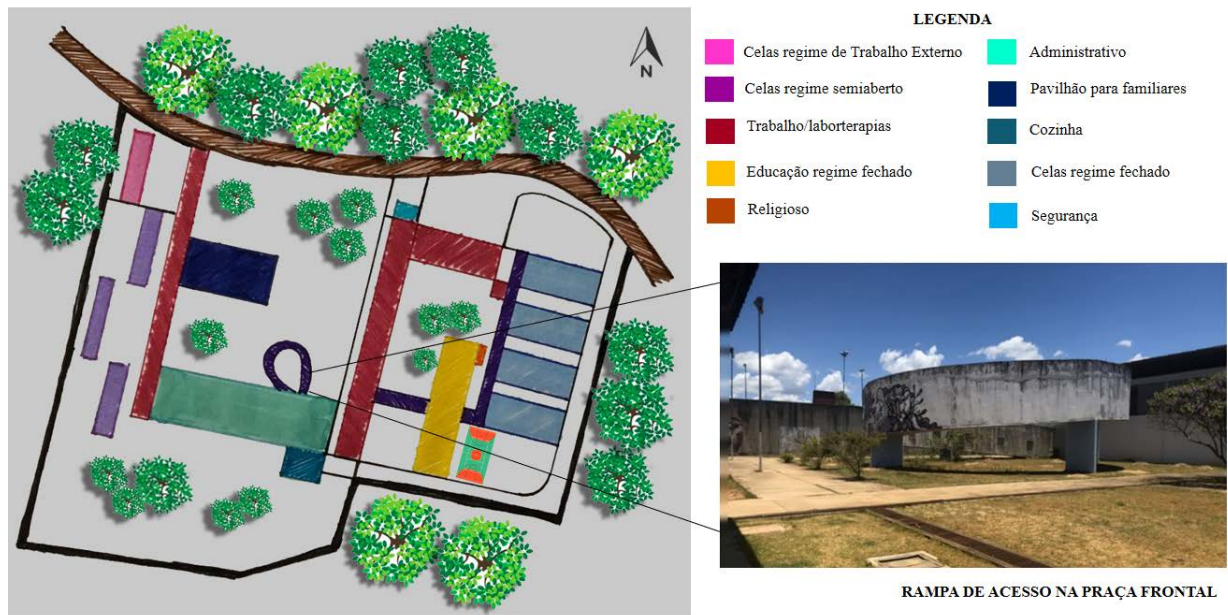 LEGENDA
Celas regime de Trabalho Externo
Celas regime semiaberto
Trabalho/laborterapias
Educação regime fechado
Religioso
Administrativo
Pavilhão para familiares
Cozinha
Celas regime fechado
Segurança
N
RAMPA DE ACESSO NA PRAÇA FRONTAL